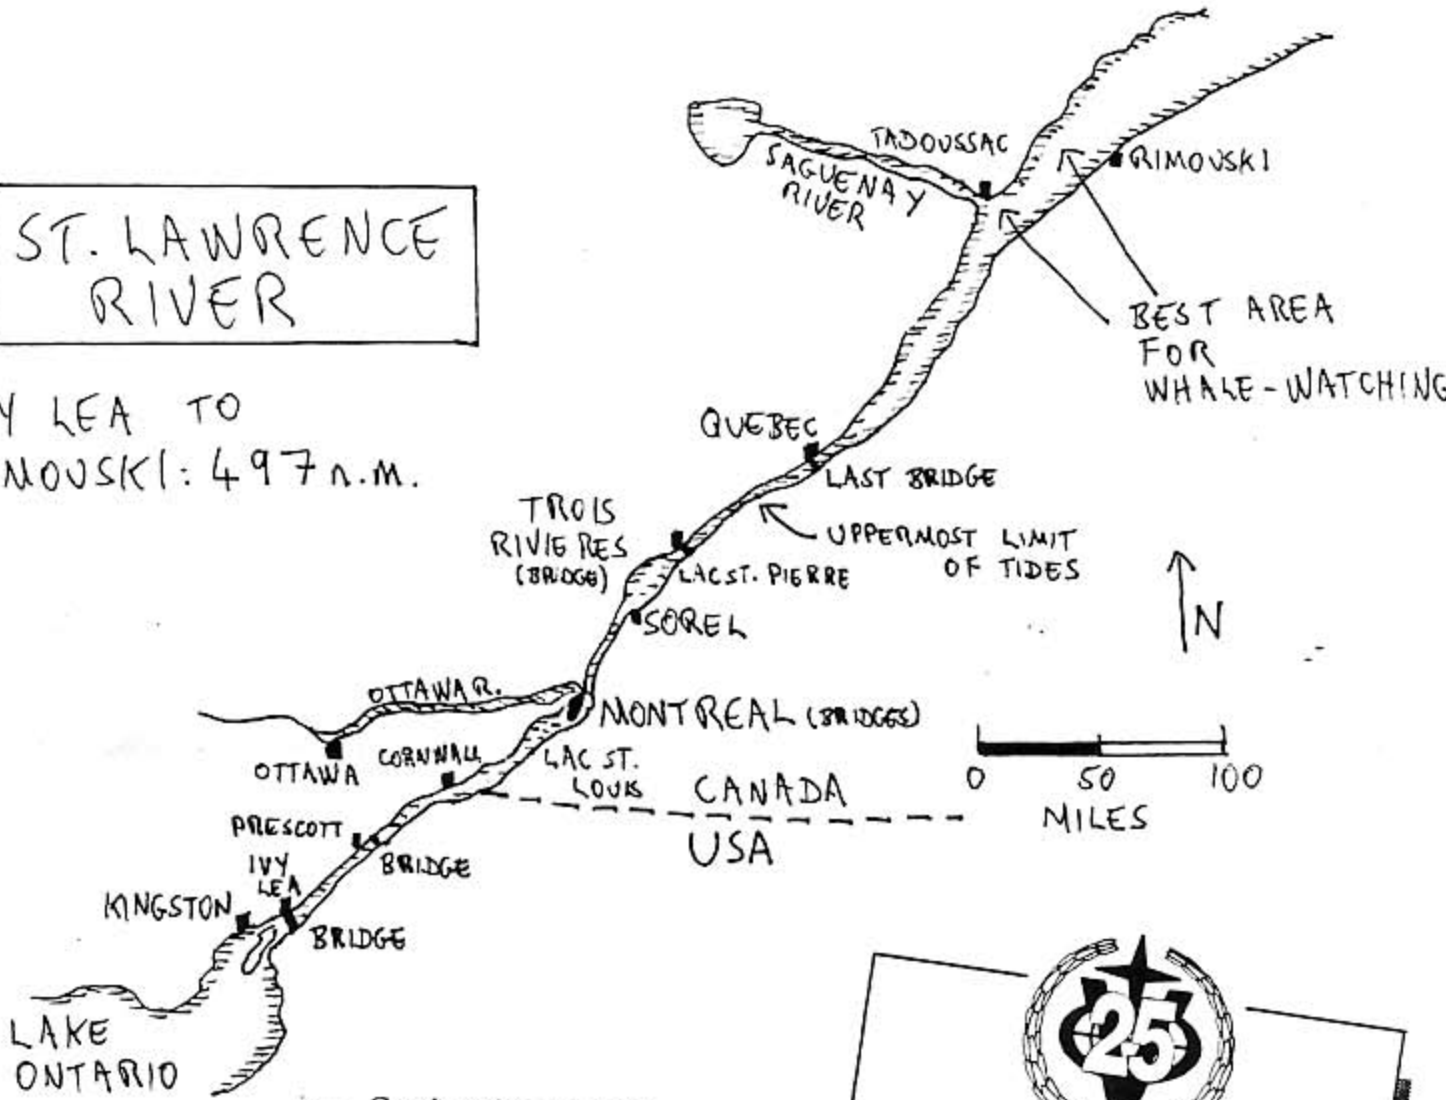 TADOUSSAC
SAGUENAY
RIVER
RIMOUSKI
ST. LAWRENCE
RIVER
BEST AREA
FOR
WHALE-WATCHING
Y LEA TO
MOUSKI: 497 n.m.
QUEBEC
LAST BRIDGE
TROIS
RIVIERES
(BRIDGE)
UPPERMOST LIMIT
OF TIDES
LAC ST. PIERRE
SOREL
N
OTTAWA R.
MONTREAL (BRIDGES)
OTTAWA
CORNWALL
LAC ST.
LOUIS
CANADA
USA
0 50 100
MILES
PRESCOTT
BRIDGE
IVY
LEA
KINGSTON
BRIDGE
LAKE
ONTARIO
25